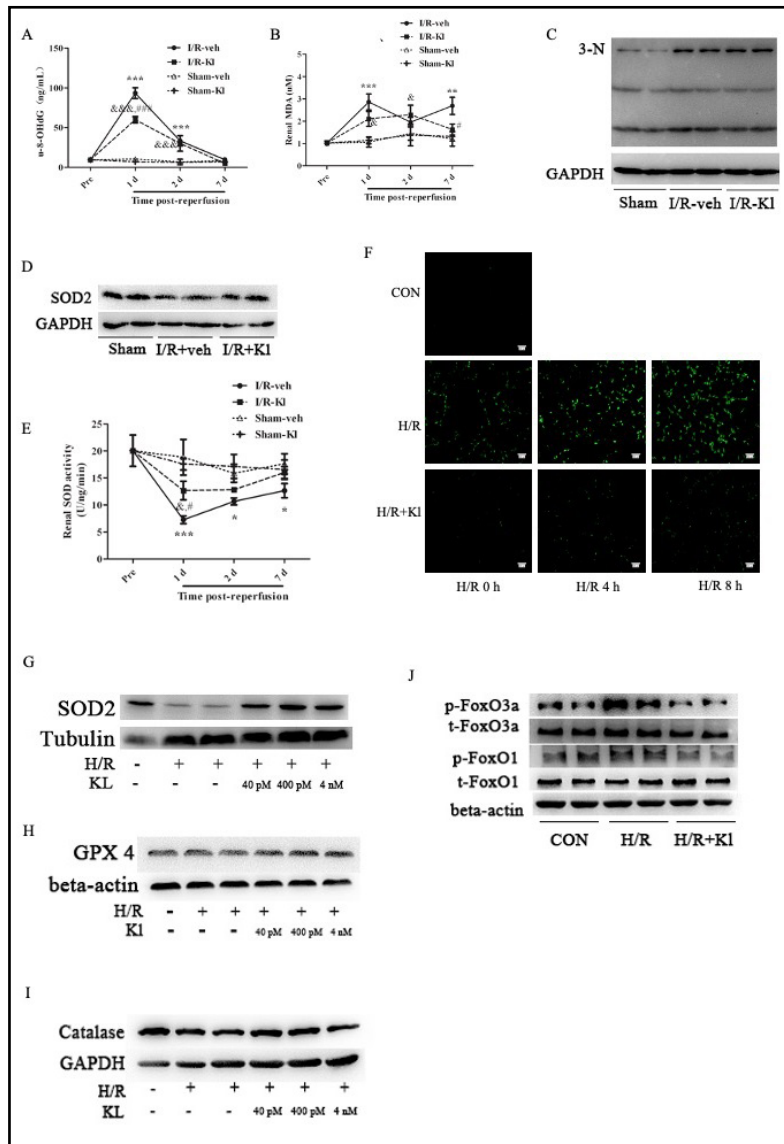 A
I/R-veh
I/R-Kl
Sham-veh
Sham-Kl
u-8-OHdG (ng/mL)
150
100
50
0
***
&&&,###
***
&&&
Pre
1 d
2 d
7 d
Time post-reperfusion
B
I/R-veh
I/R-Kl
Sham-veh
Sham-Kl
Renal MDA (uM)
4
3
2
1
0
***
&
&
**
#
Pre
1 d
2 d
7 d
Time post-reperfusion
C
3-N
GAPDH
Sham I/R-veh I/R-Kl
D
SOD2
GAPDH
Sham I/R+veh I/R+Kl
E
I/R-veh
I/R-Kl
Sham-veh
Sham-Kl
Renal SOD activity
(U/ng/min)
25
20
15
10
5
0
&,#
***
*
*
Pre
1 d
2 d
7 d
Time post-reperfusion
F
CON
H/R
H/R+Kl
H/R 0 h H/R 4 h H/R 8 h
G
SOD2
Tubulin
H/R - + + + + +
KL - - - 40 pM 400 pM 4 nM
H
GPX 4
beta-actin
H/R - + + + + +
Kl - - - 40 pM 400 pM 4 nM
I
Catalase
GAPDH
H/R - + + + + +
KL - - - 40 pM 400 pM 4 nM
J
p-FoxO3a
t-FoxO3a
p-FoxO1
t-FoxO1
beta-actin
CON H/R H/R+Kl